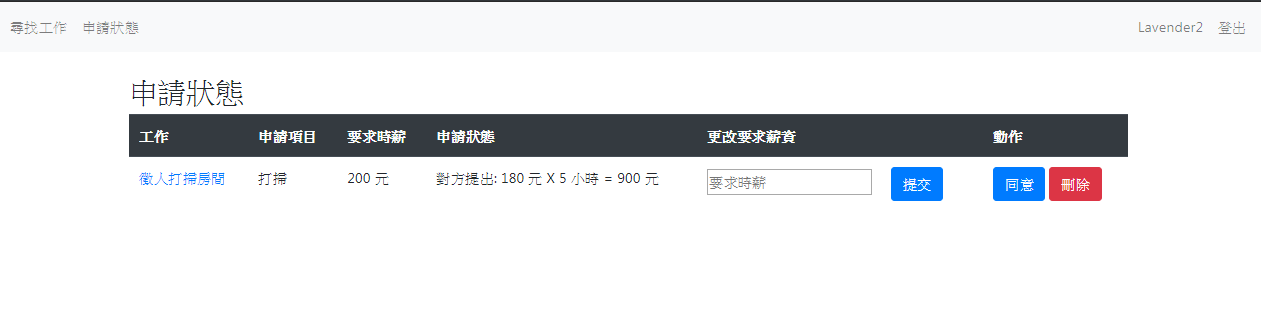 尋找工作 申請狀態 Lavender2 登出
申請狀態
工作 申請項目 要求時薪 申請狀態 更改要求薪資 動作
徵人打掃房間 打掃 200 元 對方提出: 180 元 X 5 小時 = 900 元 要求時薪 提交 同意 刪除